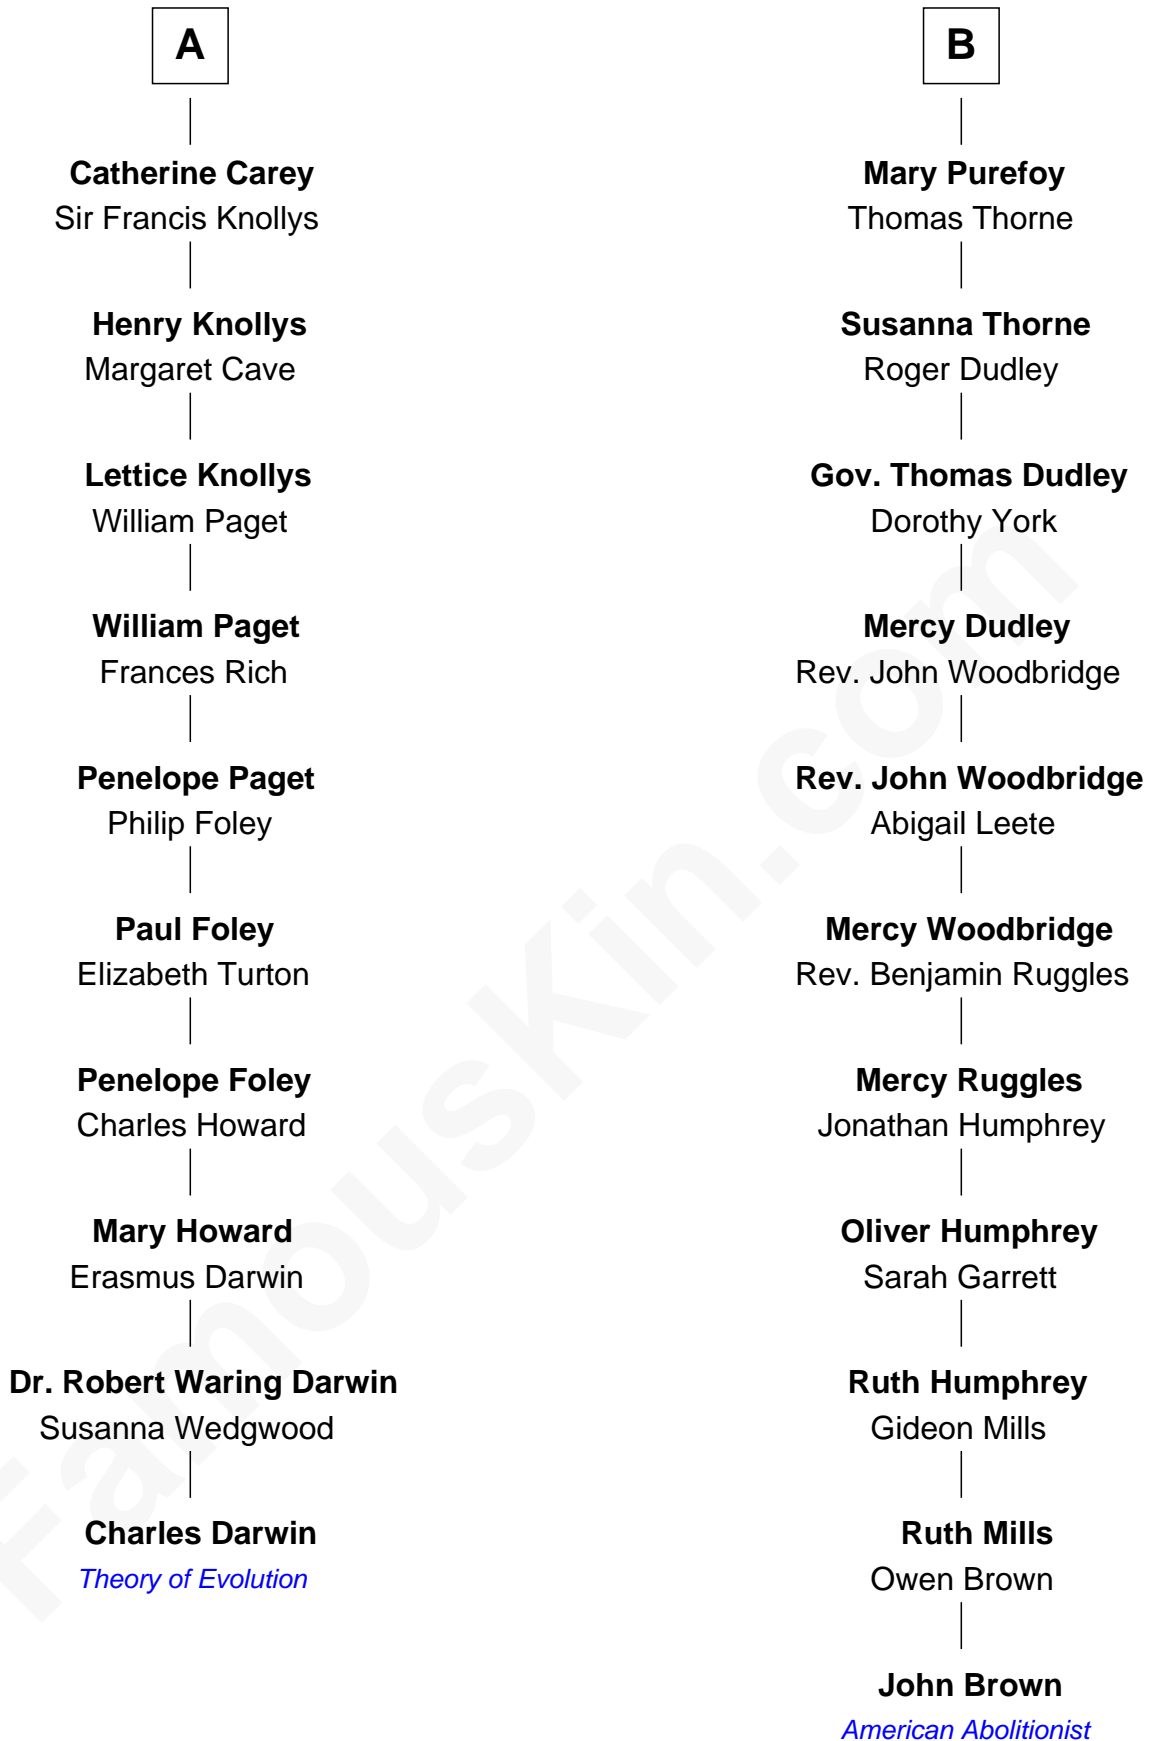 A
Catherine Carey
Sir Francis Knollys
Henry Knollys
Margaret Cave
Lettice Knollys
William Paget
William Paget
Frances Rich
Penelope Paget
Philip Foley
Paul Foley
Elizabeth Turton
Penelope Foley
Charles Howard
Mary Howard
Erasmus Darwin
Dr. Robert Waring Darwin
Susanna Wedgwood
Charles Darwin
Theory of Evolution
B
Mary Purefoy
Thomas Thorne
Susanna Thorne
Roger Dudley
Gov. Thomas Dudley
Dorothy York
Mercy Dudley
Rev. John Woodbridge
Rev. John Woodbridge
Abigail Leete
Mercy Woodbridge
Rev. Benjamin Ruggles
Mercy Ruggles
Jonathan Humphrey
Oliver Humphrey
Sarah Garrett
Ruth Humphrey
Gideon Mills
Ruth Mills
Owen Brown
John Brown
American Abolitionist
FamousKin.com